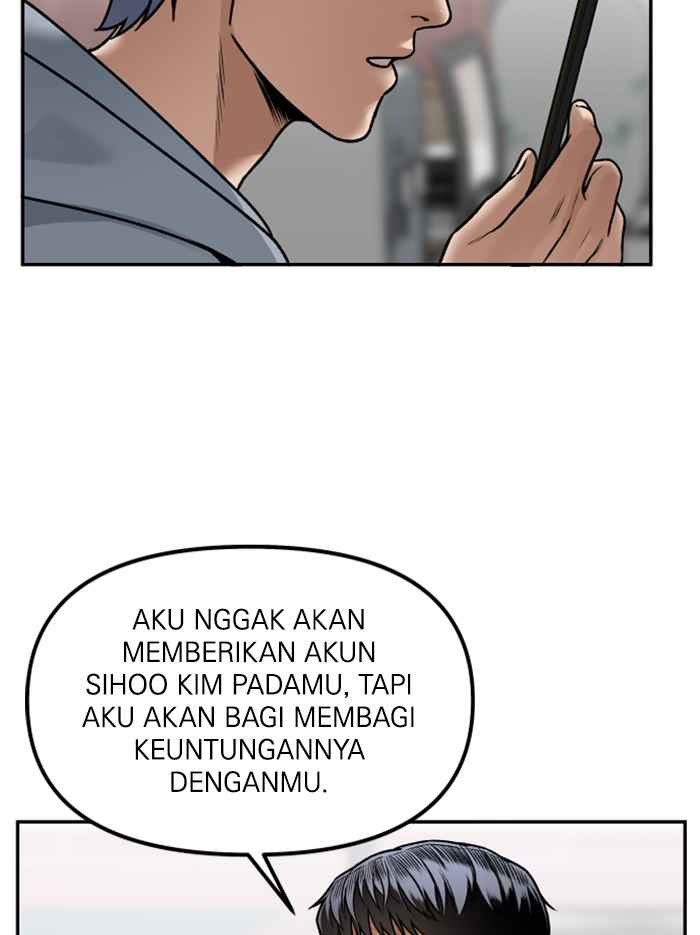 AKU NGGAK AKAN
MEMBERIKAN AKUN
SIHOO KIM PADAMU, TAPI
AKU AKAN BAGI MEMBAGI
KEUNTUNGANNYA
DENGANMU.